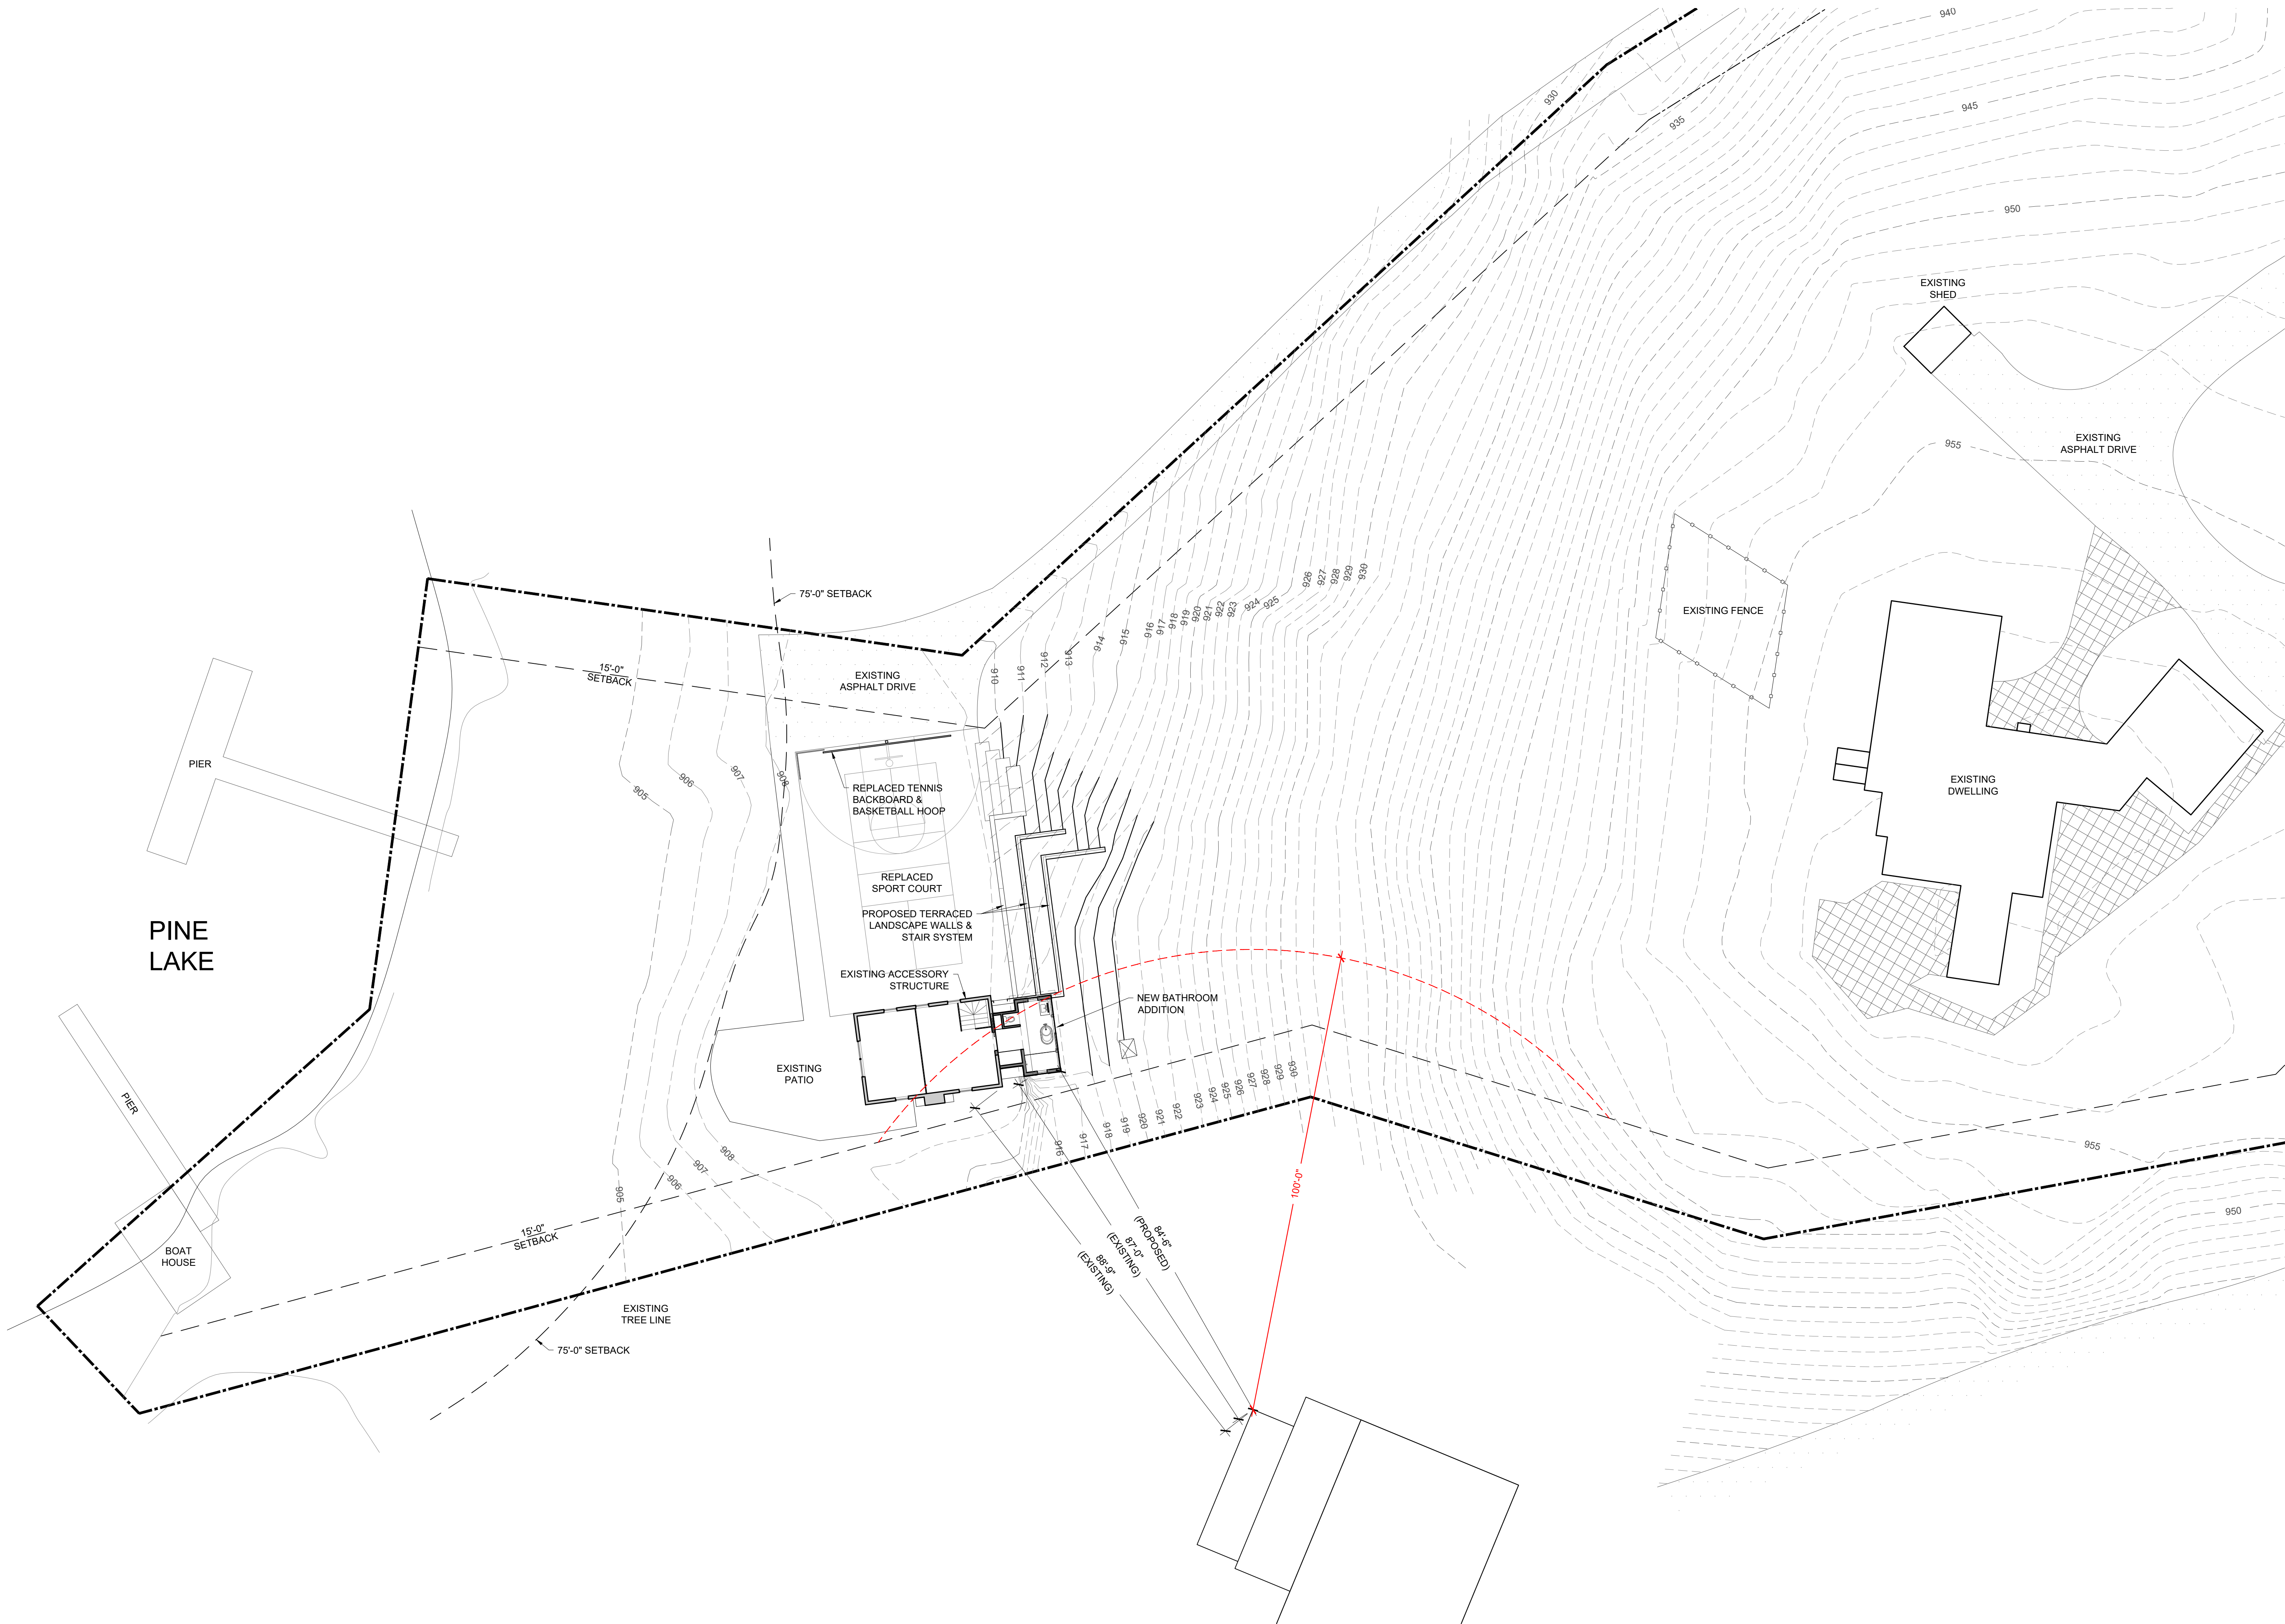 940
930
945
935
950
EXISTING
SHED
EXISTING
ASPHALT DRIVE
955
75'-0" SETBACK
926
927
928
929
930
EXISTING FENCE
916
917
918
919
920
921
922
923
924
925
914
915
910
911
912
913
15'-0"
SETBACK
EXISTING
ASPHALT DRIVE
PIER
905
906
907
908
REPLACED TENNIS
BACKBOARD &
BASKETBALL HOOP
EXISTING
DWELLING
REPLACED
SPORT COURT
PROPOSED TERRACED
LANDSCAPE WALLS &
STAIR SYSTEM
PINE
LAKE
EXISTING ACCESSORY
STRUCTURE
NEW BATHROOM
ADDITION
EXISTING
PATIO
PIER
916
917
918
919
920
921
922
923
924
925
926
927
928
929
930
955
905
906
907
908
100'-0"
950
15'-0"
SETBACK
BOAT
HOUSE
84'-6"
(PROPOSED)
87'-0"
(EXISTING)
98'-9"
(EXISTING)
EXISTING
TREE LINE
75'-0" SETBACK